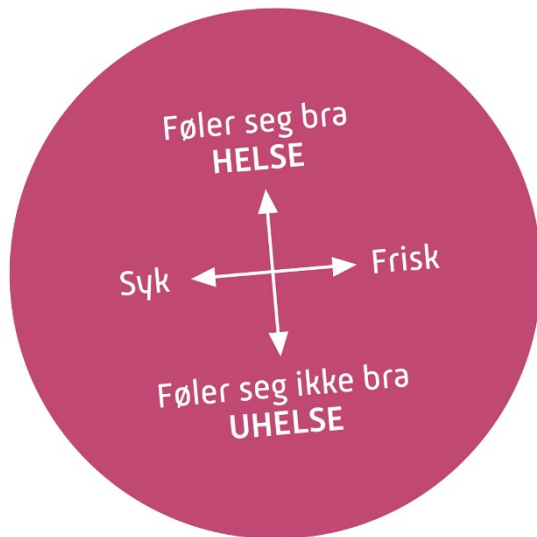 Føler seg bra
HELSE
Syk
Frisk
Føler seg ikke bra
UHELSE